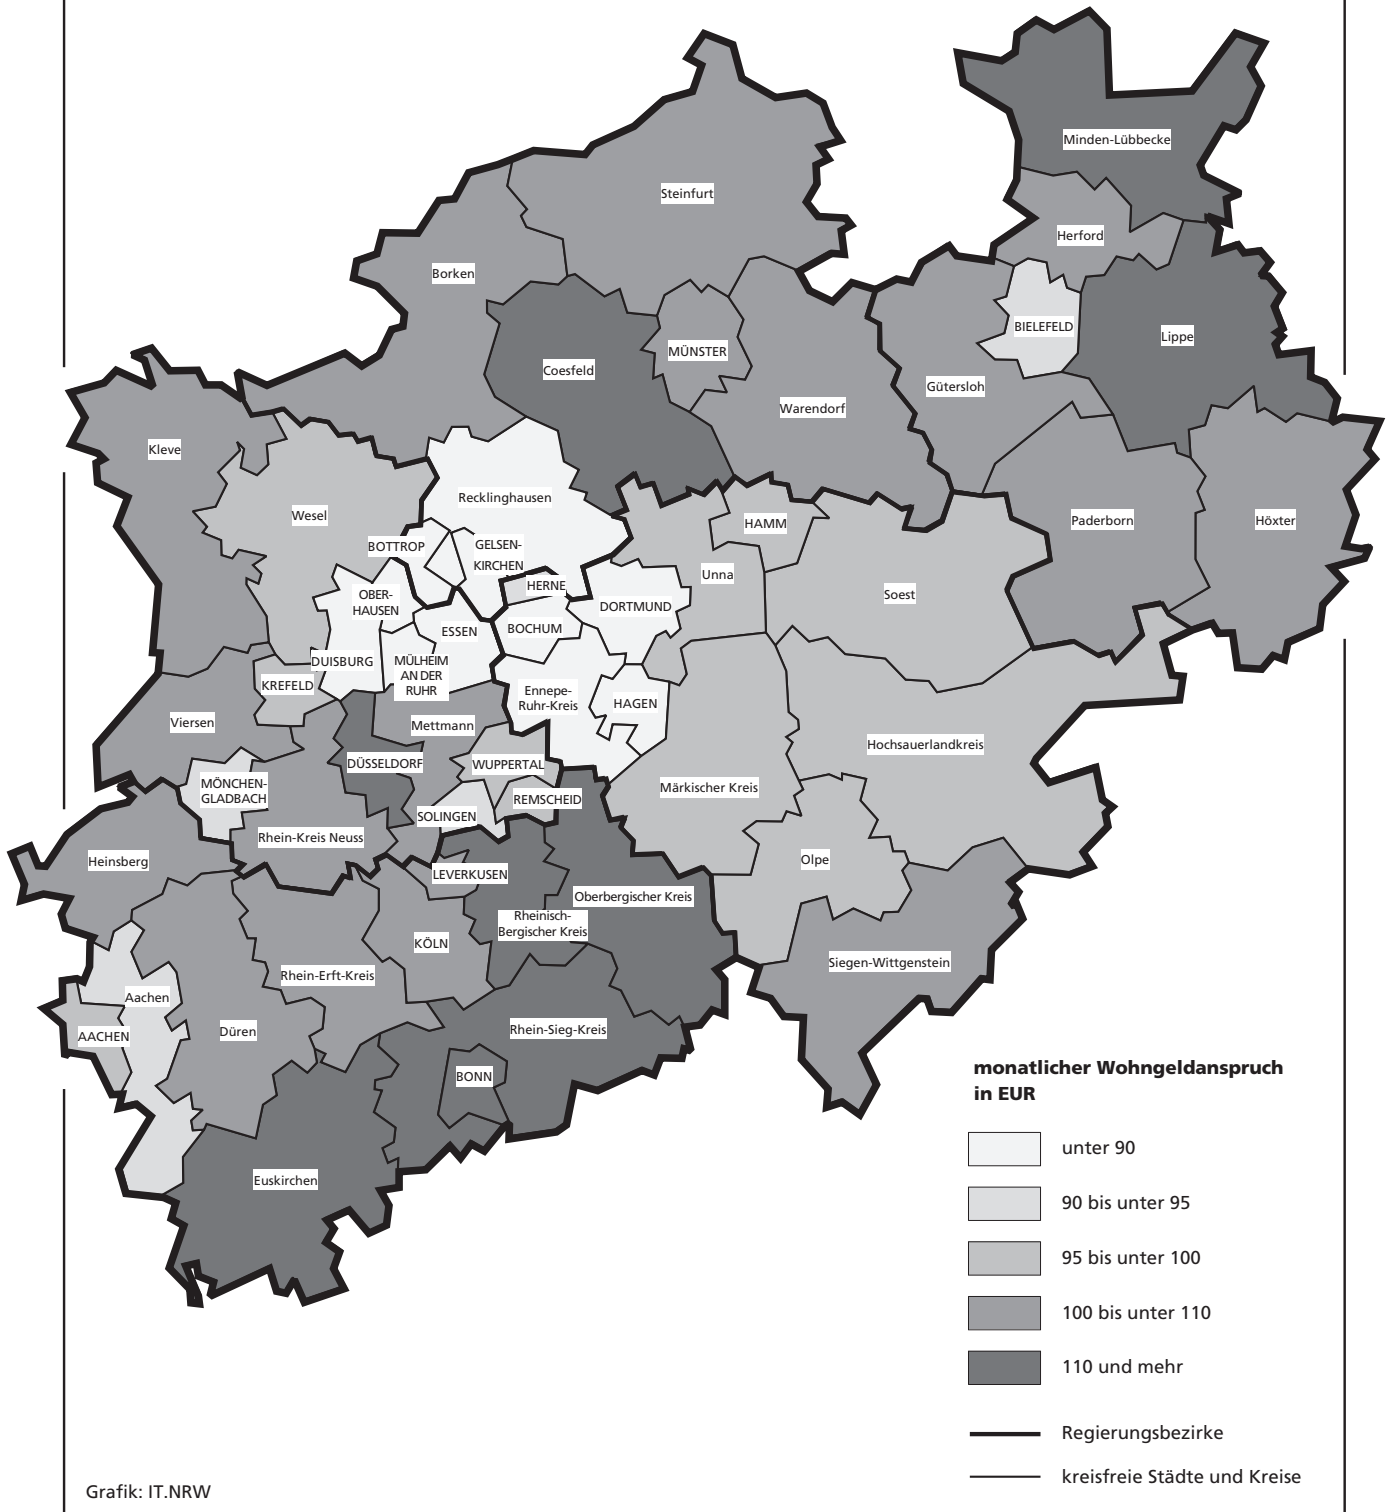 Minden-Lübbecke
Steinfurt
Herford
Borken
BIELEFELD
Lippe
MÜNSTER
Coesfeld
Gütersloh
Warendorf
Kleve
Recklinghausen
Wesel
HAMM
Paderborn
Höxter
BOTTROP
GELSEN-
KIRCHEN
Unna
HERNE
Soest
OBER-
HAUSEN
DORTMUND
ESSEN
BOCHUM
DUISBURG
MÜLHEIM
AN DER
RUHR
KREFELD
Ennepe-
Ruhr-Kreis
HAGEN
Viersen
Mettmann
Hochsauerlandkreis
DÜSSELDORF
WUPPERTAL
MÖNCHEN-
GLADBACH
Märkischer Kreis
REMSCHEID
SOLINGEN
Rhein-Kreis Neuss
Heinsberg
Olpe
LEVERKUSEN
Oberbergischer Kreis
Rheinisch-
Bergischer Kreis
KÖLN
Siegen-Wittgenstein
Rhein-Erft-Kreis
Aachen
AACHEN
Düren
Rhein-Sieg-Kreis
BONN
Euskirchen
monatlicher Wohngeldanspruch
in EUR
unter 90
90 bis unter 95
95 bis unter 100
100 bis unter 110
110 und mehr
Regierungsbezirke
kreisfreie Städte und Kreise
Grafik: IT.NRW